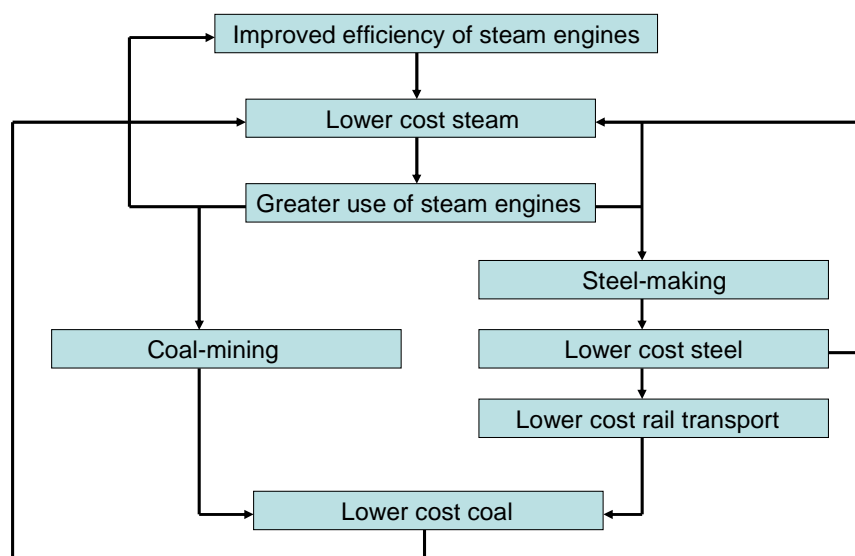 Improved efficiency of steam engines
Lower cost steam
Greater use of steam engines
Steel-making
Coal-mining
Lower cost steel
Lower cost rail transport
Lower cost coal